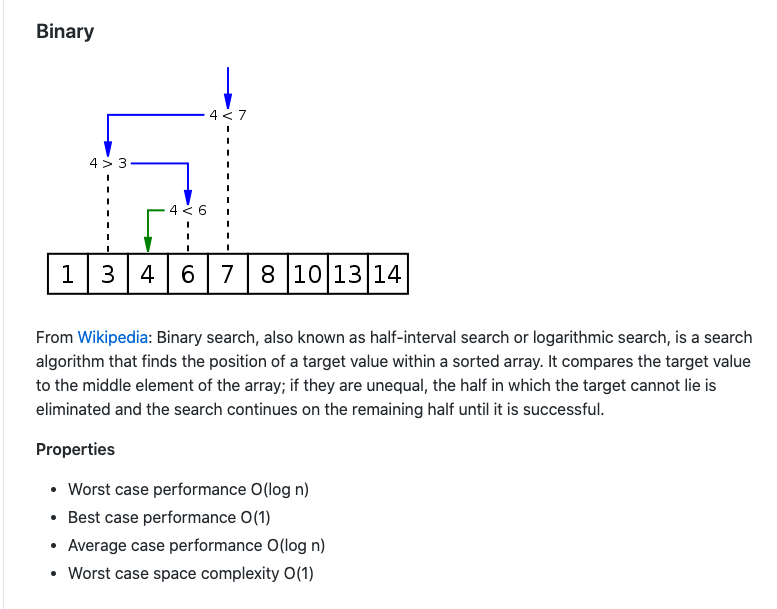 Binary
4 < 7
4 > 3
4 < 6
1 3 4 6 7 8 10 13 14
From Wikipedia: Binary search, also known as half-interval search or logarithmic search, is a search
algorithm that finds the position of a target value within a sorted array. It compares the target value
to the middle element of the array; if they are unequal, the half in which the target cannot lie is
eliminated and the search continues on the remaining half until it is successful.
Properties
• Worst case performance O(log n)
• Best case performance O(1)
• Average case performance O(log n)
• Worst case space complexity O(1)